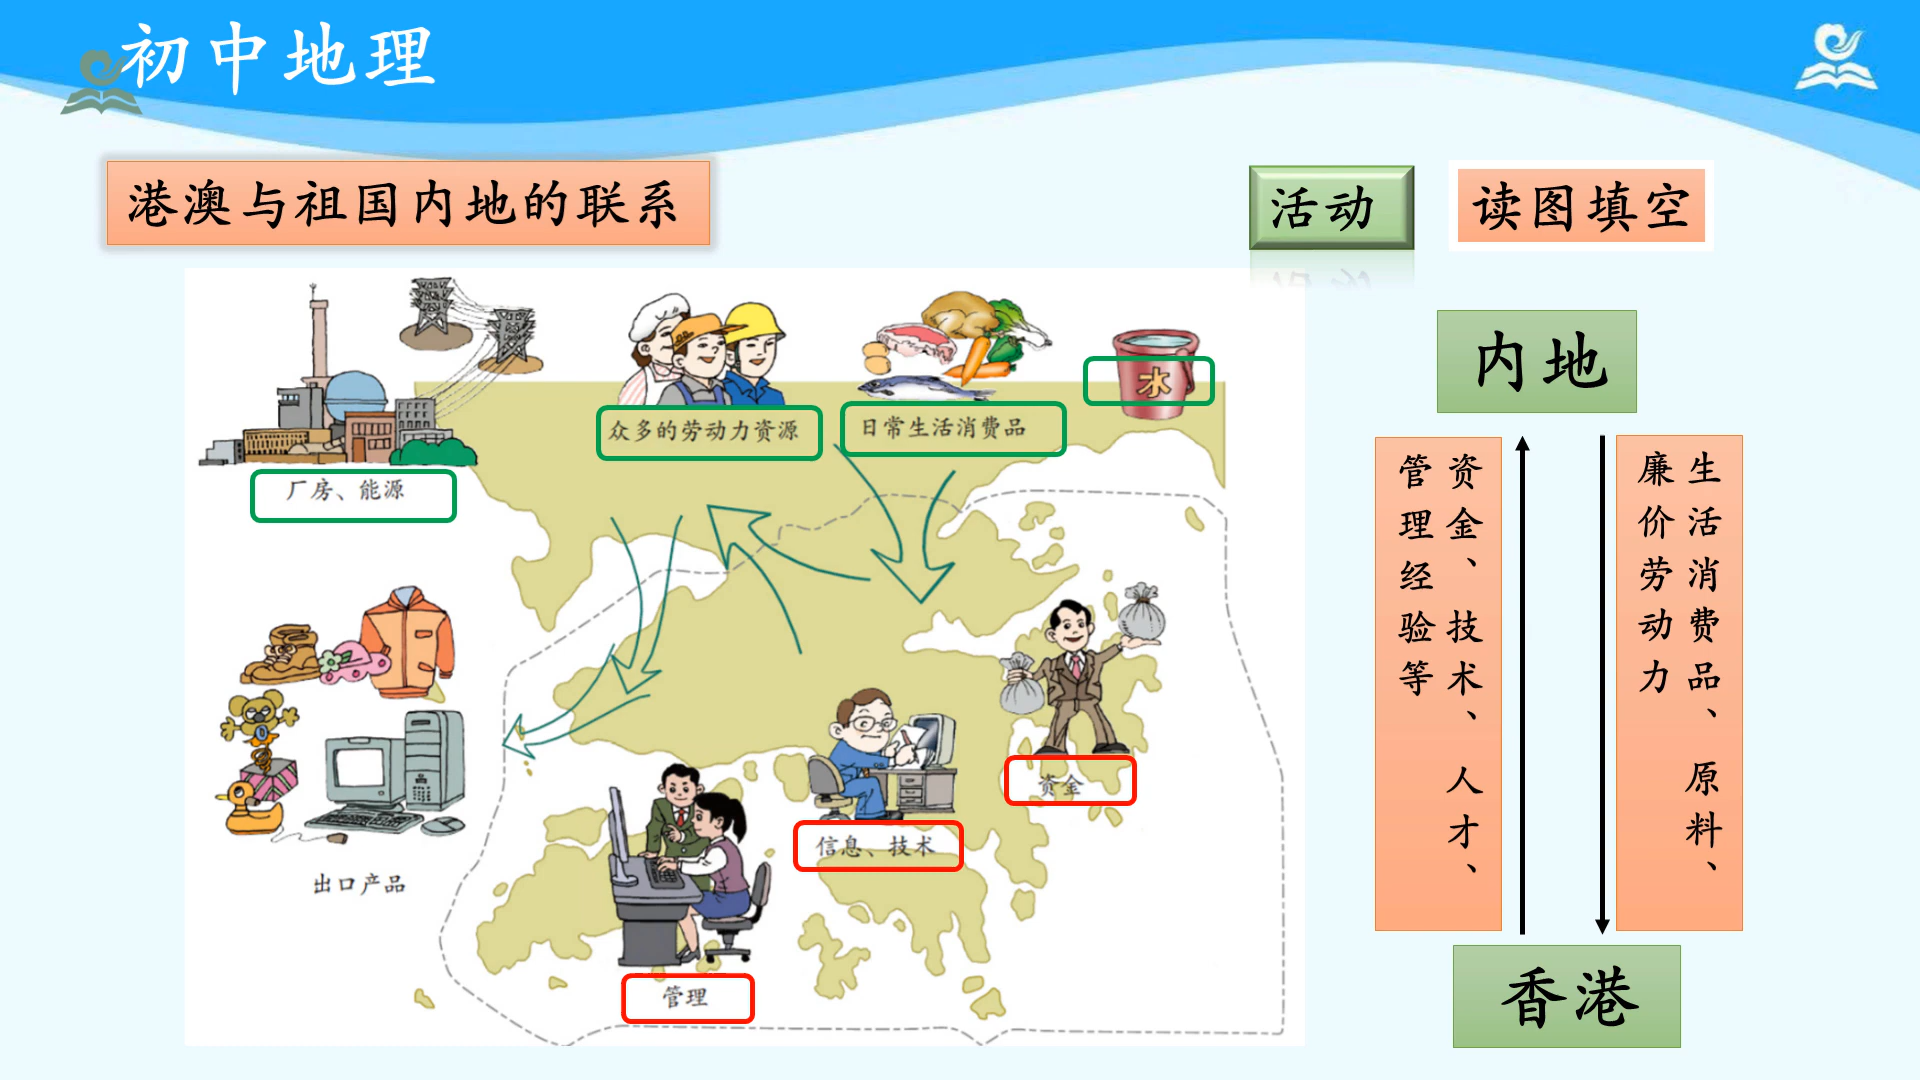 初中地理
港澳与祖国内地的联系
活动
读图填空
众多的劳动力资源
日常生活消费品
水
厂房、能源
出口产品
资金
信息、技术
管理
内地
资金、技术、人才、
管理经验等
生活消费品、原料、
廉价劳动力
香港